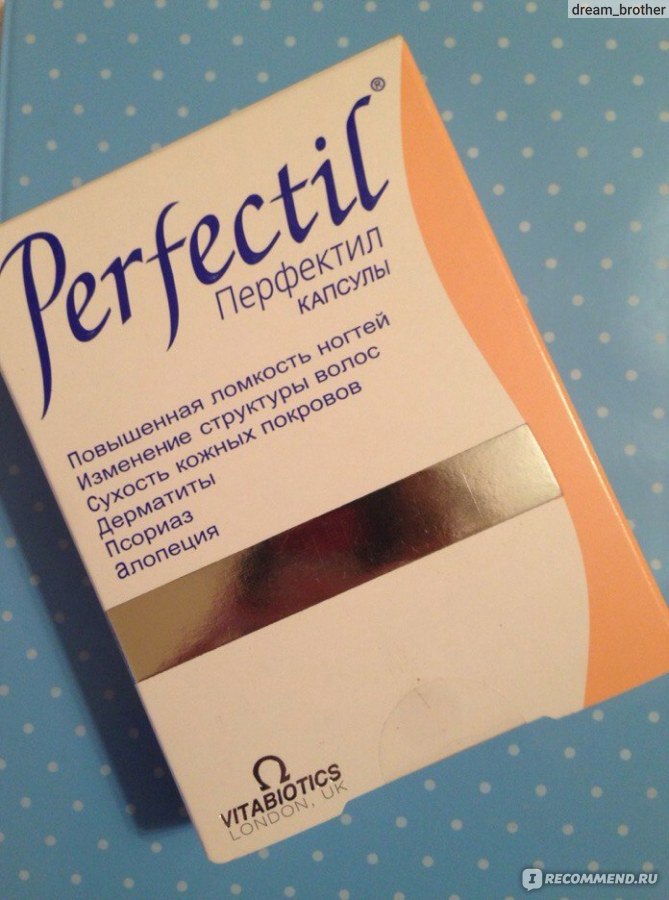 dream_brother
Perfectil®
Перфектил
КАПСУЛЫ
Повышенная ломкость ногтей
Изменение структуры волос
Сухость кожных покровов
Дерматиты
Псориаз
Алопеция
VITABIOTICS
LONDON, UK
IRECOMMEND.RU